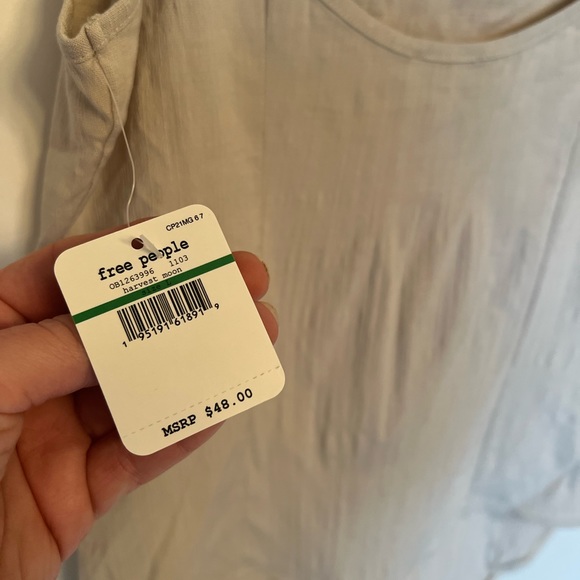 CP21MG 6 7
free people
OB1263996 1103
harvest moon
1 95191 61891 9
MSRP $48.00